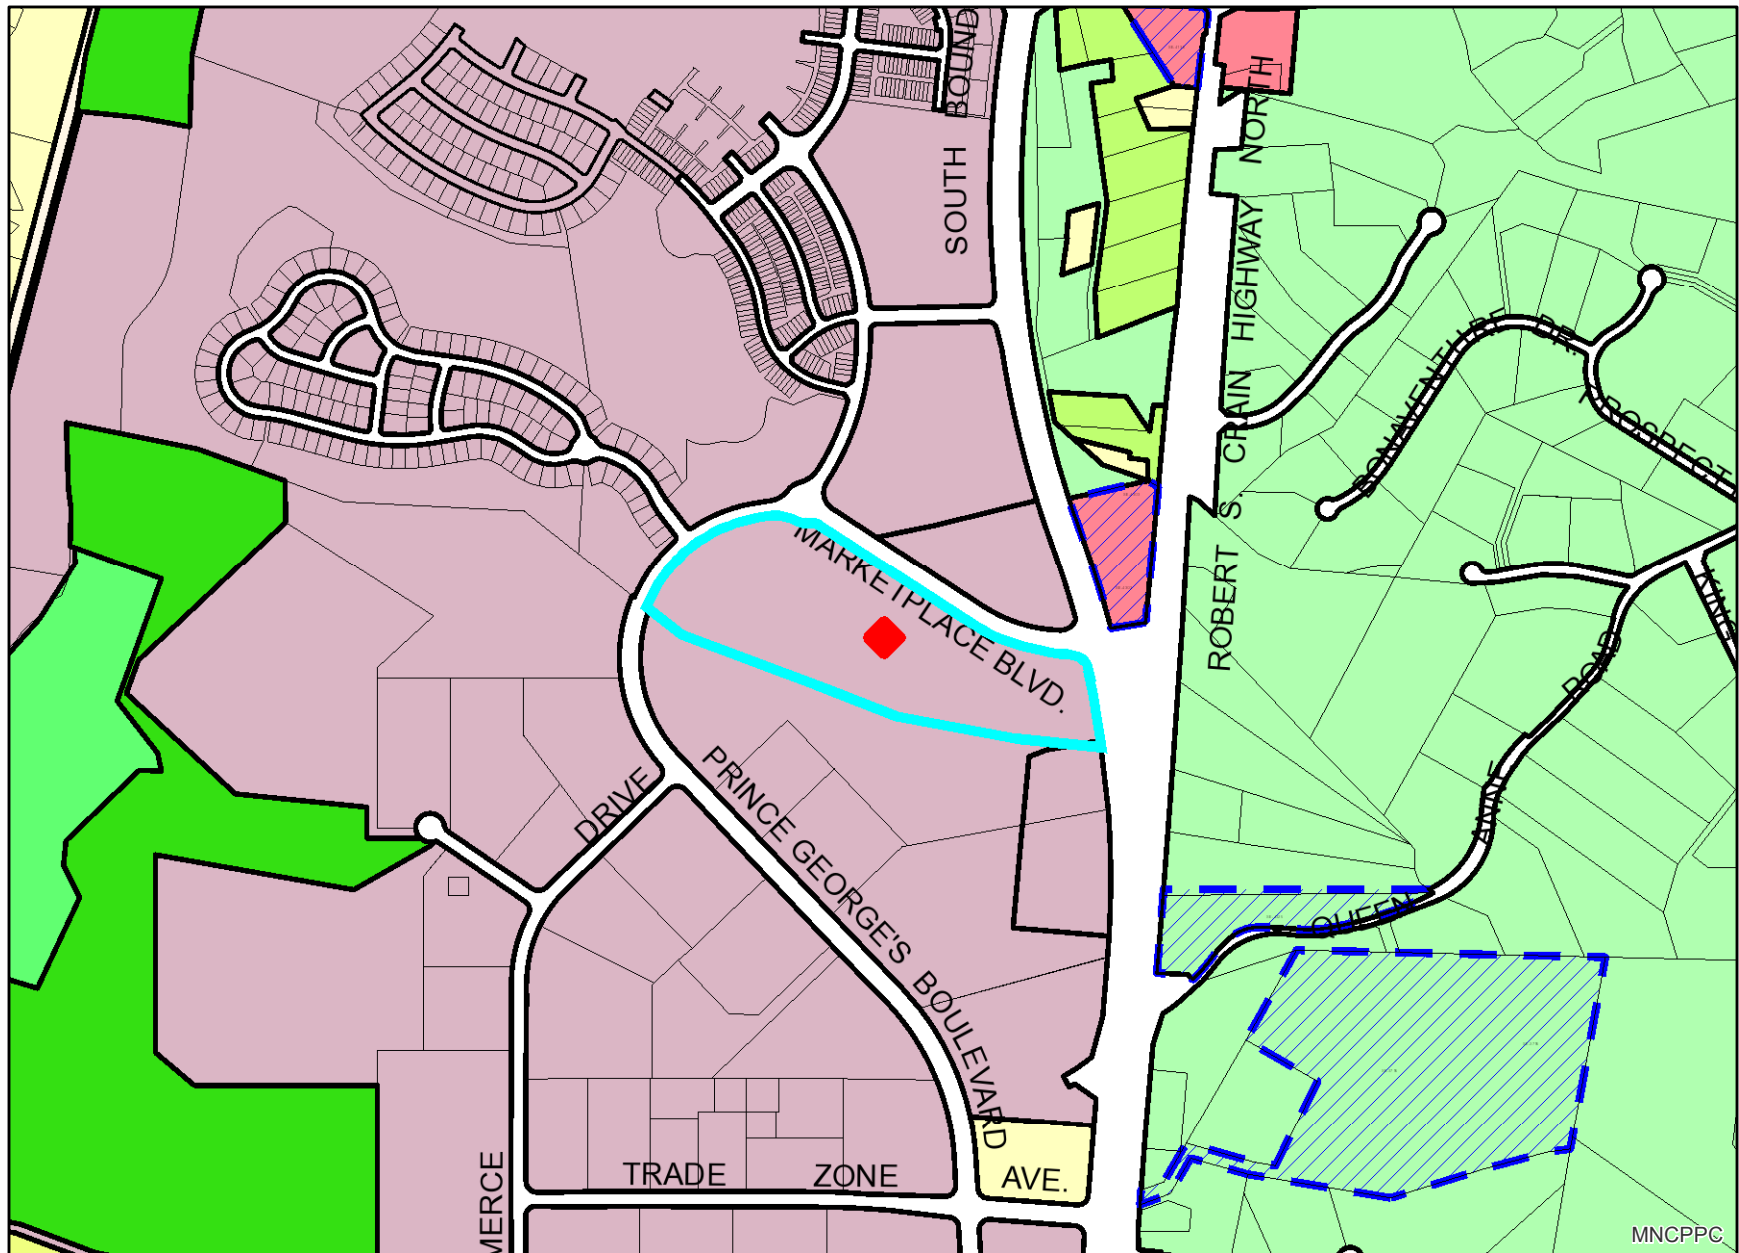 SOUTH BOUND
ROBERT S. CRAIN HIGHWAY NORTH
BONAVENTURE DR.
PROSPECT
MARKETPLACE BLVD.
KING
QUEEN ANNE ROAD
DRIVE
PRINCE GEORGE'S BOULEVARD
TRADE ZONE AVE.
MERCE
MNCPPC